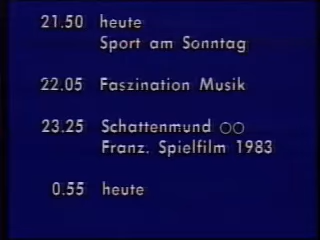 21.50 heute
Sport am Sonntag
22.05 Faszination Musik
23.25 Schattenmund ○○
Franz. Spielfilm 1983
0.55 heute